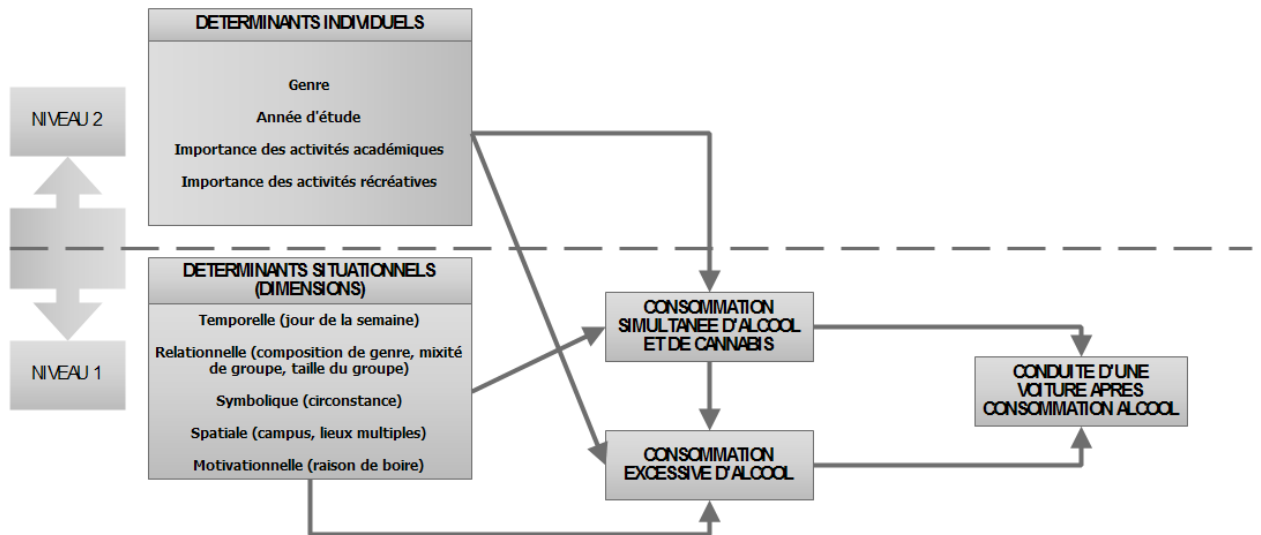 DETERMINANTS INDIVIDUELS
Genre
Année d'étude
Importance des activités académiques
Importance des activités récréatives
NIVEAU 2
NIVEAU 1
DETERMINANTS SITUATIONNELS
(DIMENSIONS)
Temporelle (jour de la semaine)
Relationnelle (composition de genre, mixité
de groupe, taille du groupe)
Symbolique (circonstance)
Spatiale (campus, lieux multiples)
Motivationnelle (raison de boire)
CONSOMMATION
SIMULTANEE D'ALCOOL
ET DE CANNABIS
CONSOMMATION
EXCESSIVE D'ALCOOL
CONDUITE D'UNE
VOITURE APRES
CONSOMMATION ALCOOL